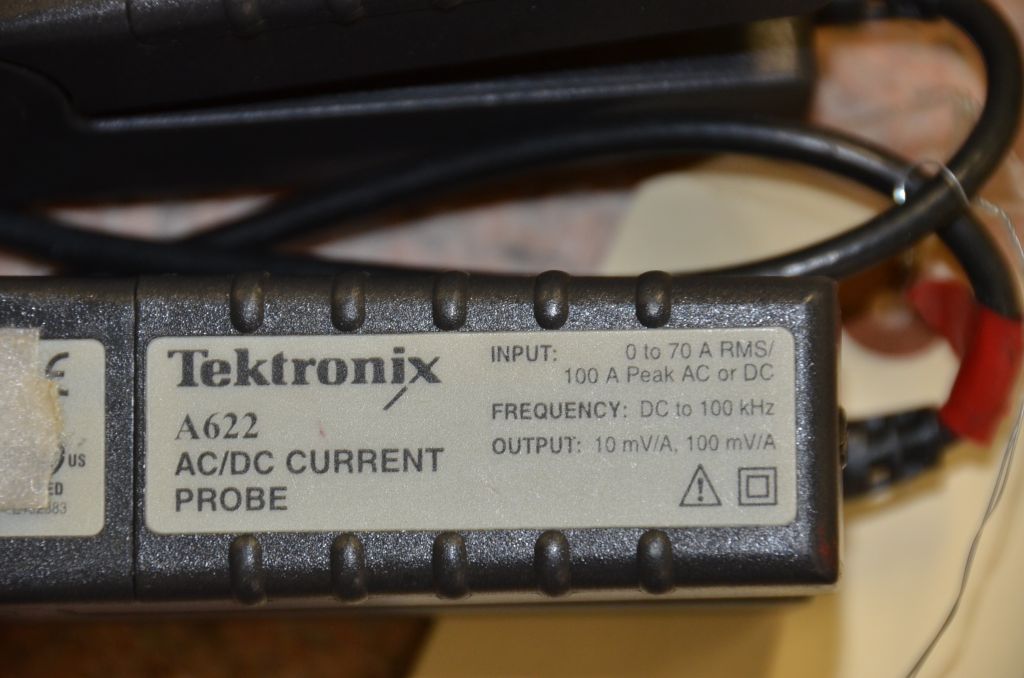 Tektronix
A622
AC/DC CURRENT
PROBE
INPUT: 0 to 70 A RMS/
100 A Peak AC or DC
FREQUENCY: DC to 100 kHz
OUTPUT: 10 mV/A, 100 mV/A
CE
US